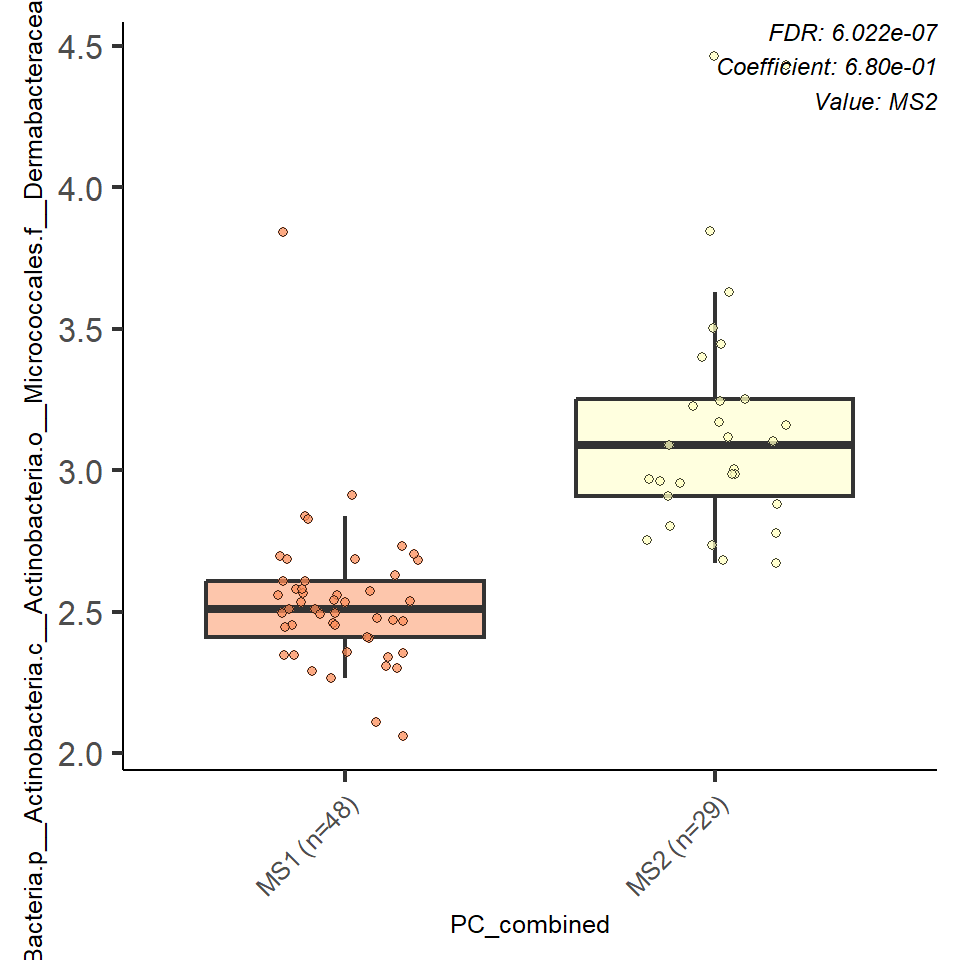 Bacteria.p__Actinobacteria.c__Actinobacteria.o__Micrococcales.f__Dermabacteracea
4.5
4.0
3.5
3.0
2.5
2.0
FDR: 6.022e-07
Coefficient: 6.80e-01
Value: MS2
MS1 (n=48)
MS2 (n=29)
PC_combined